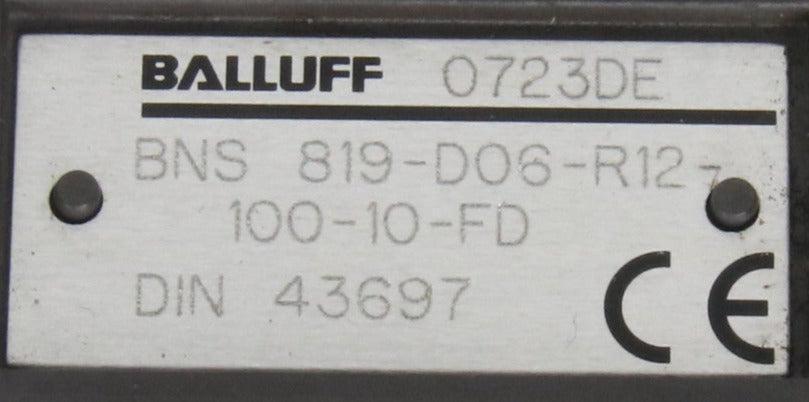 BALLUFF 0723DE
BNS 819-D06-R12-
100-10-FD
DIN 43697
CE